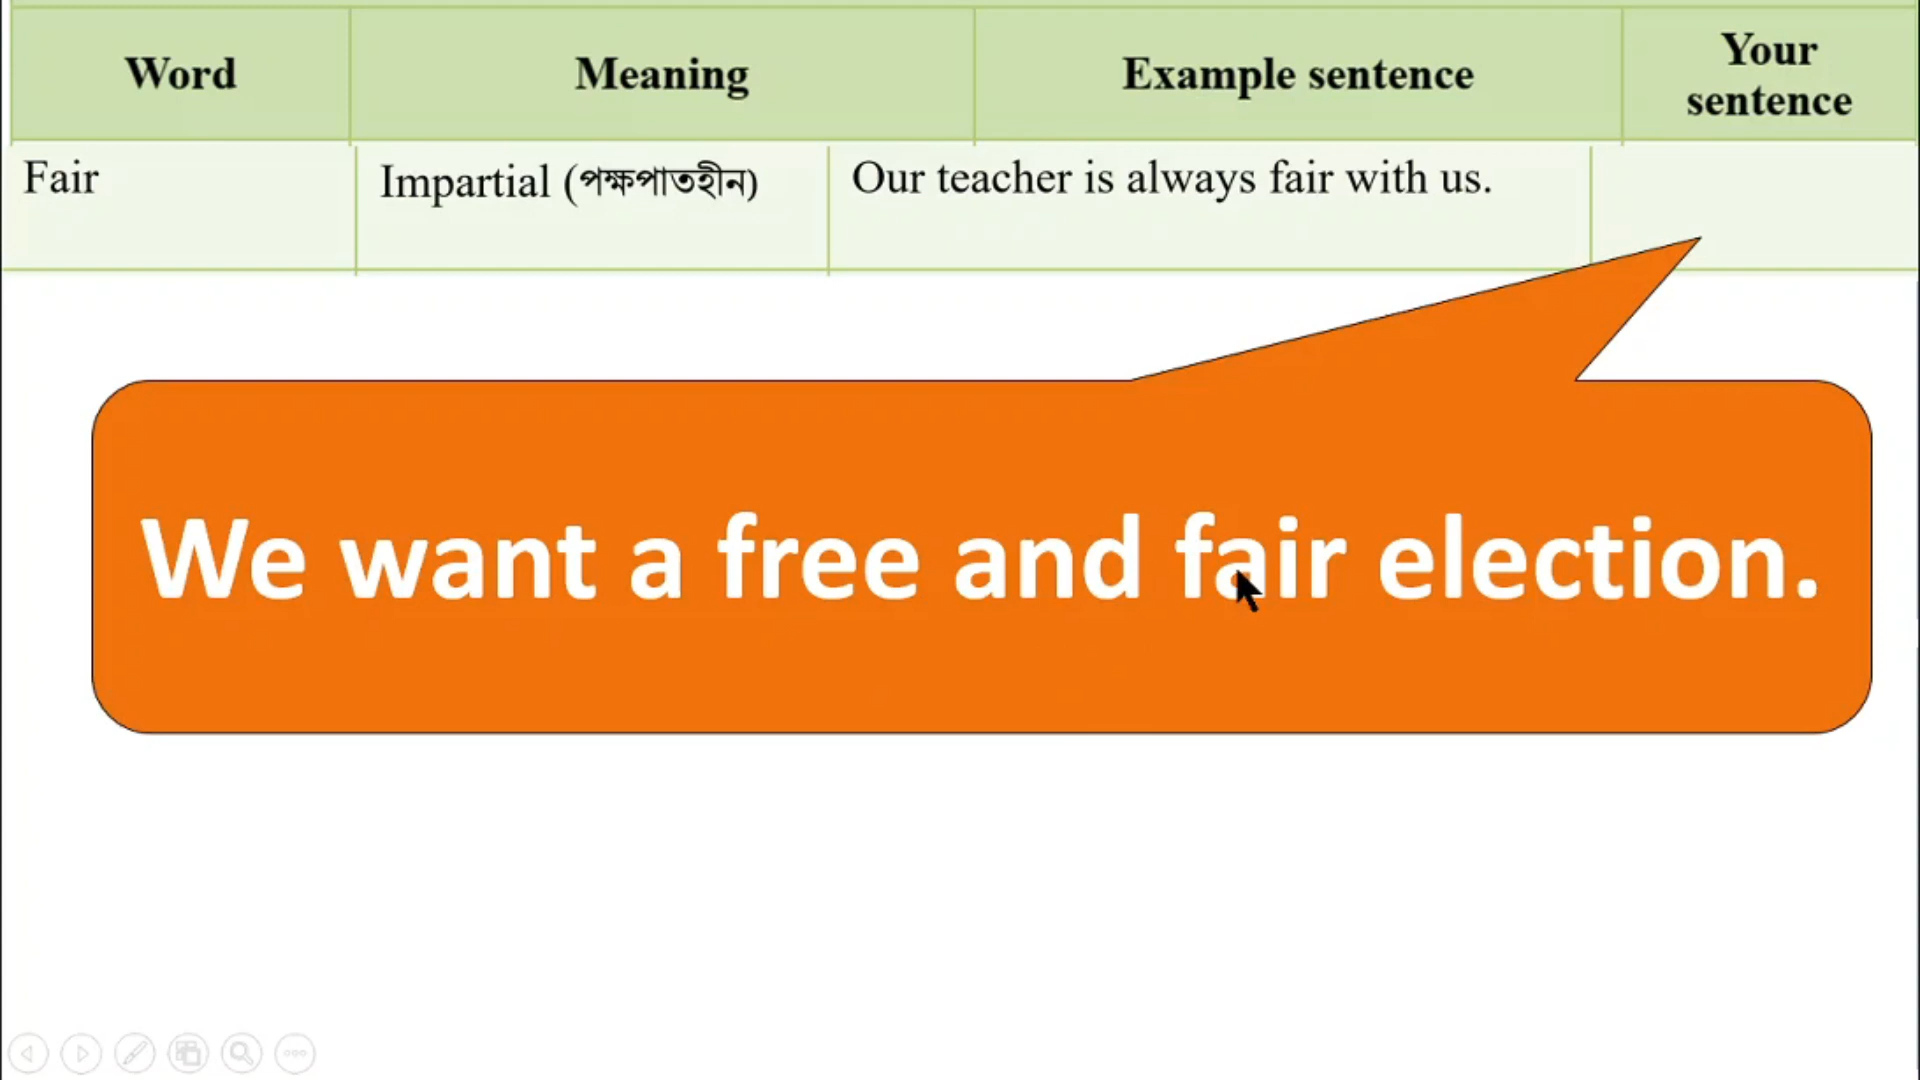 Word
Meaning
Example sentence
Your
sentence
Fair
Impartial (পক্ষপাতহীন)
Our teacher is always fair with us.
We want a free and fair election.